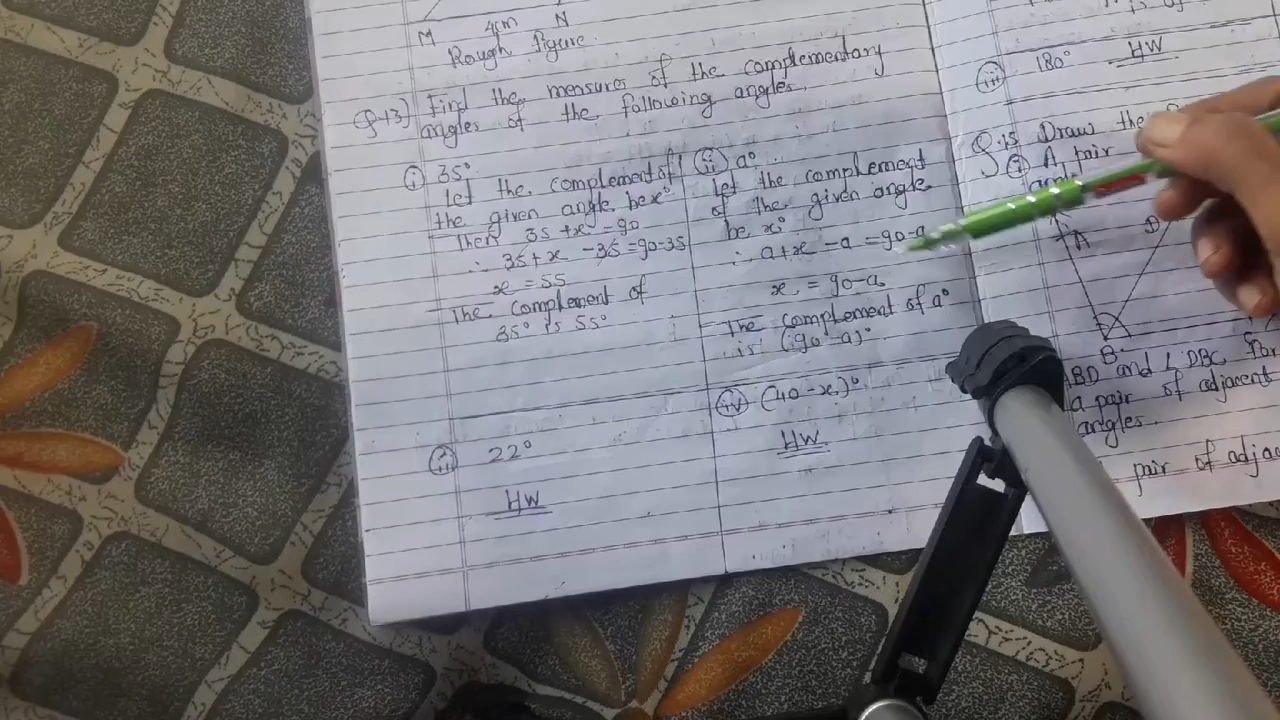 M 4cm N
Rough Figure.
Q-13) Find the measures of the complementary
angles of the following angles.
(i) 35°
Let the complement of
the given angle be x°
Then 35 + x = 90
∴ 35 + x - 35 = 90 - 35
x = 55
The complement of
35° is 55°
(ii) a°
Let the complement
of the given angle
be x°
∴ a + x - a = 90 - a
x = 90 - a
The complement of a°
is (90 - a)°
(iii) 22°
HW
(iv) (40 - x)°
HW
(iii) 180° HW
Q.15 Draw the
(i) A pair
A D
B
ABD and ∠DBC
a pair of adjacent
angles.
pair of